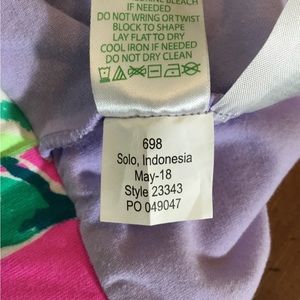 IF NEEDED
DO NOT WRING OR TWIST
BLOCK TO SHAPE
LAY FLAT TO DRY
COOL IRON IF NEEDED
DO NOT DRY CLEAN
698
Solo, Indonesia
May-18
Style 23343
PO 049047